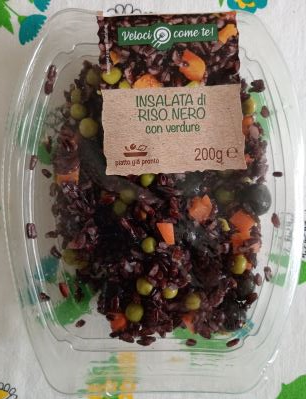 Veloci come te!
INSALATA di
RISO NERO
con verdure
piatto già pronto
200g e